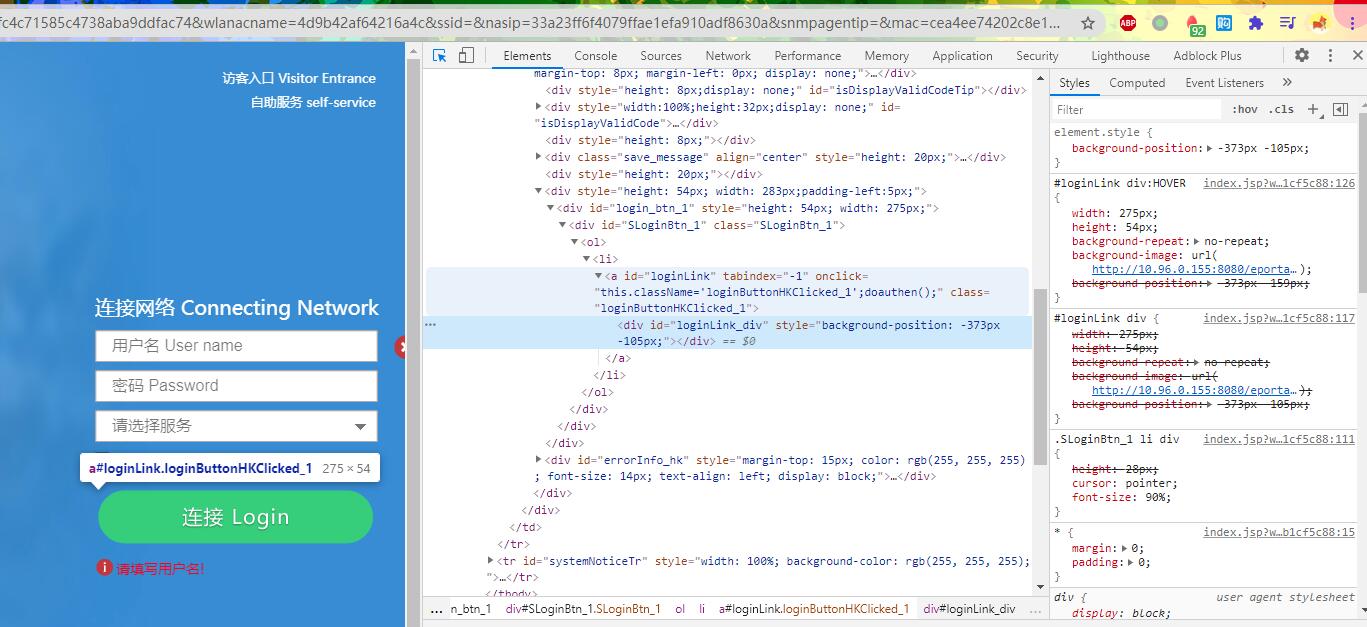 fc4c71585c4738aba9ddfac74&wlanacname=4d9b42af64216a4c&ssid=&nasip=33a23ff6f4079ffae1efa910adf8630a&snmpagentip=&mac=cea4ee74202c8e1...
ABP
92
购
访客入口 Visitor Entrance
自助服务 self-service
连接网络 Connecting Network
用户名 User name
密码 Password
请选择服务
a#loginLink.loginButtonHKClicked_1 275 × 54
连接 Login
请填写用户名!
Elements Console Sources Network Performance Memory Application Security Lighthouse Adblock Plus
margin-top: 8px; margin-left: 0px; display: none;">…</div>
<div style="height: 8px;display: none;" id="isDisplayValidCodeTip"></div>
<div style="width:100%;height:32px;display: none;" id=
"isDisplayValidCode">…</div>
<div style="height: 8px;"></div>
<div class="save_message" align="center" style="height: 20px;">…</div>
<div style="height: 20px;"></div>
<div style="height: 54px; width: 283px;padding-left:5px;">
<div id="login_btn_1" style="height: 54px; width: 275px;">
<div id="SLoginBtn_1" class="SLoginBtn_1">
<ol>
<li>
<a id="loginLink" tabindex="-1" onclick=
"this.className='loginButtonHKClicked_1';doauthen();" class=
"loginButtonHKClicked_1">
<div id="loginLink_div" style="background-position: -373px
-105px;"></div> == $0
</a>
</li>
</ol>
</div>
</div>
</div>
<div id="errorInfo_hk" style="margin-top: 15px; color: rgb(255, 255, 255)
; font-size: 14px; text-align: left; display: block;">…</div>
</div>
</div>
</td>
</tr>
<tr id="systemNoticeTr" style="width: 100%; background-color: rgb(255, 255, 255);
">…</tr>
</tbody>
... n_btn_1 div#SLoginBtn_1.SLoginBtn_1 ol li a#loginLink.loginButtonHKClicked_1 div#loginLink_div ...
Styles Computed Event Listeners »
Filter :hov .cls +
element.style {
background-position: -373px -105px;
}
#loginLink div:HOVER index.jsp?w…1cf5c88:126
{
width: 275px;
height: 54px;
background-repeat: no-repeat;
background-image: url(
http://10.96.0.155:8080/eporta…);
background-position: -373px -159px;
}
#loginLink div { index.jsp?w…1cf5c88:117
width: 275px;
height: 54px;
background-repeat: no-repeat;
background-image: url(
http://10.96.0.155:8080/eporta…);
background-position: -373px -105px;
}
.SLoginBtn_1 li div index.jsp?w…1cf5c88:111
{
height: 28px;
cursor: pointer;
font-size: 90%;
}
* { index.jsp?w…b1cf5c88:15
margin: 0;
padding: 0;
}
div { user agent stylesheet
display: block;